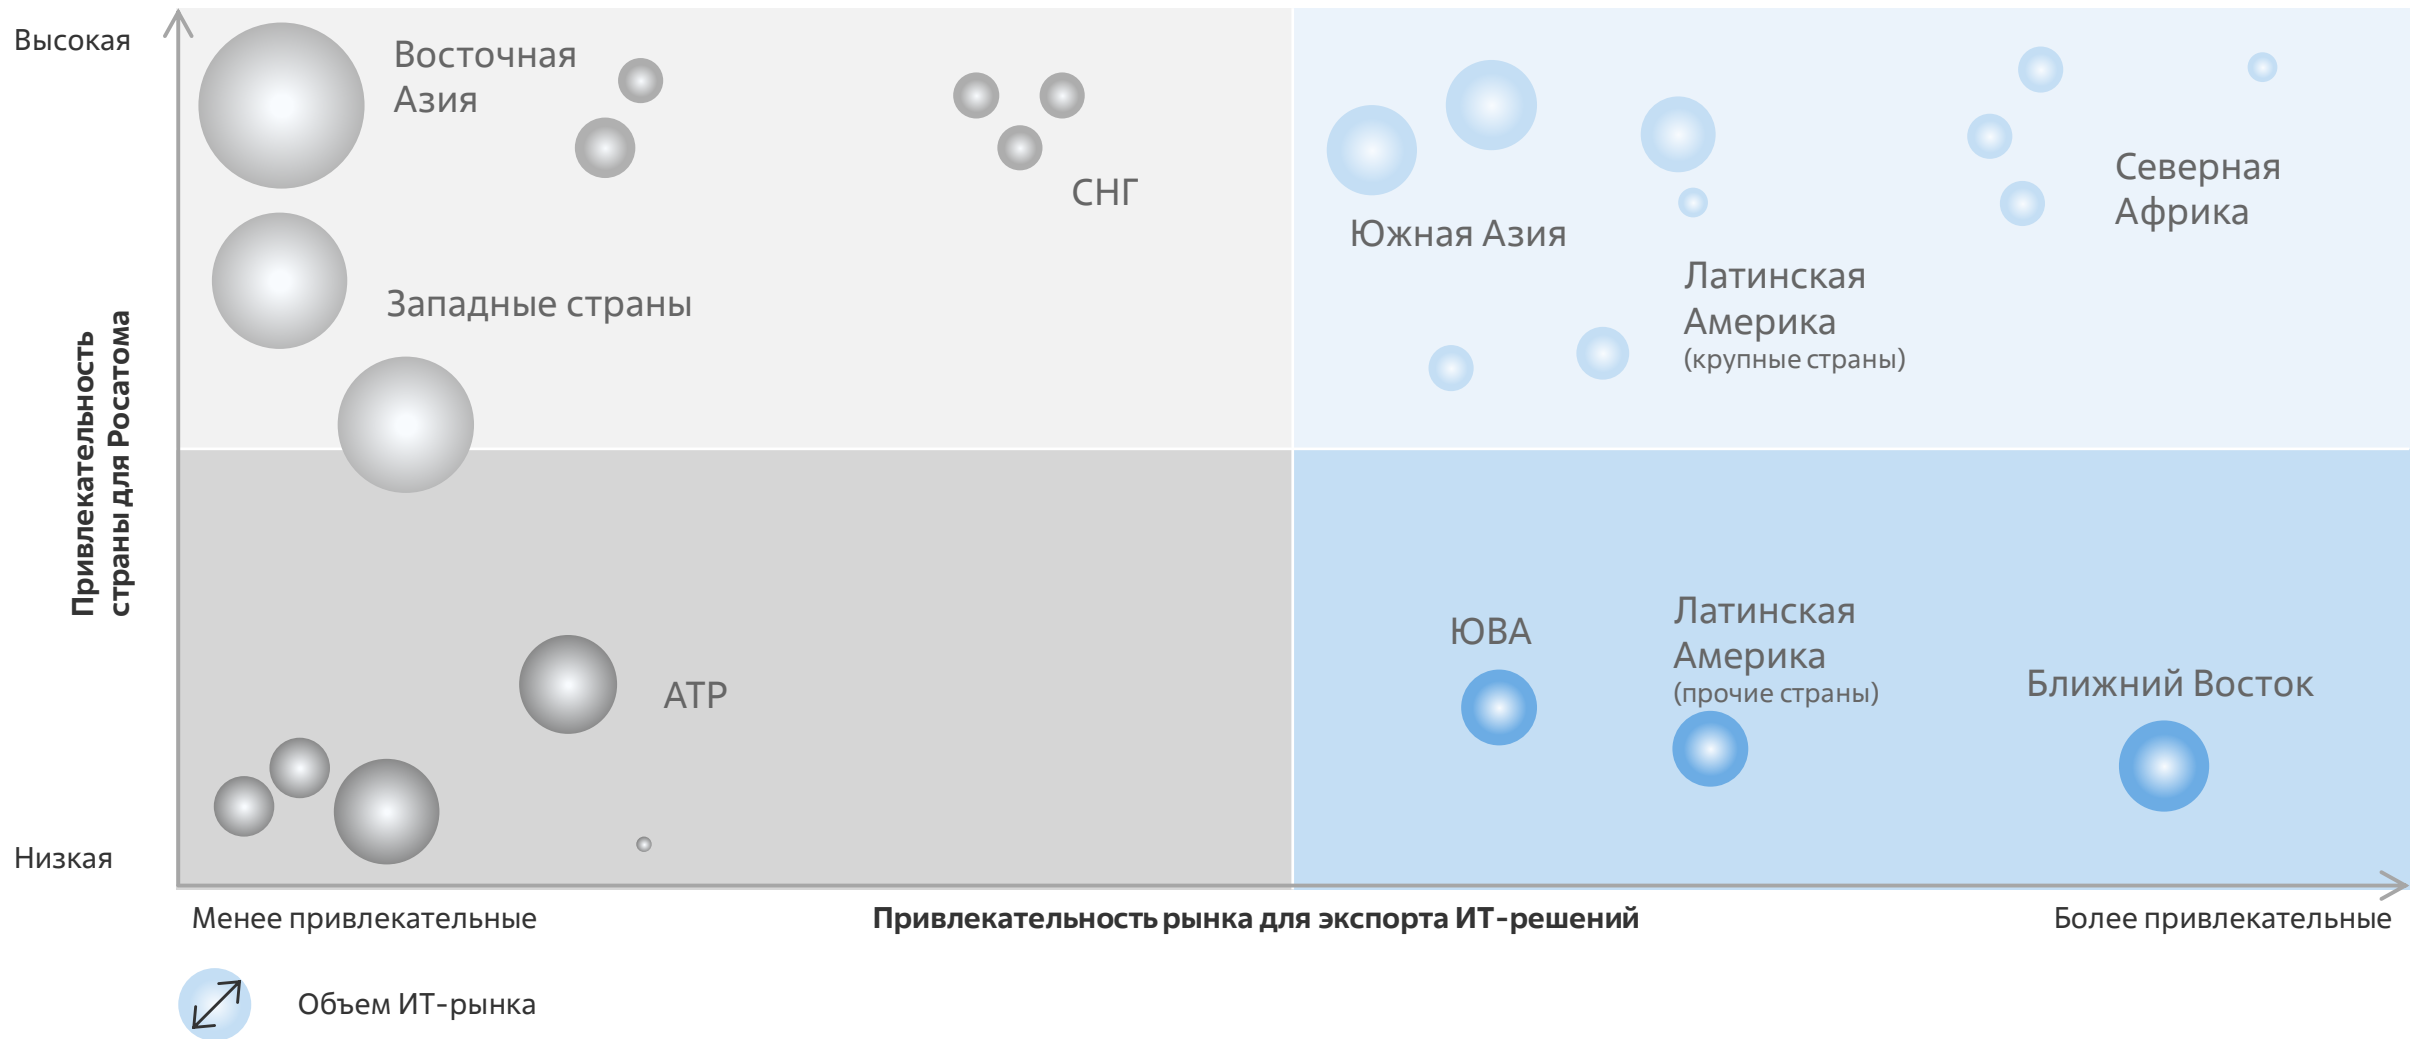 Высокая
Восточная
Азия
СНГ
Западные страны
Южная Азия
Северная
Африка
Латинская
Америка
(крупные страны)
Привлекательность
страны для Росатома
АТР
ЮВА
Латинская
Америка
(прочие страны)
Ближний Восток
Низкая
Менее привлекательные
Привлекательность рынка для экспорта ИТ-решений
Более привлекательные
Объем ИТ-рынка